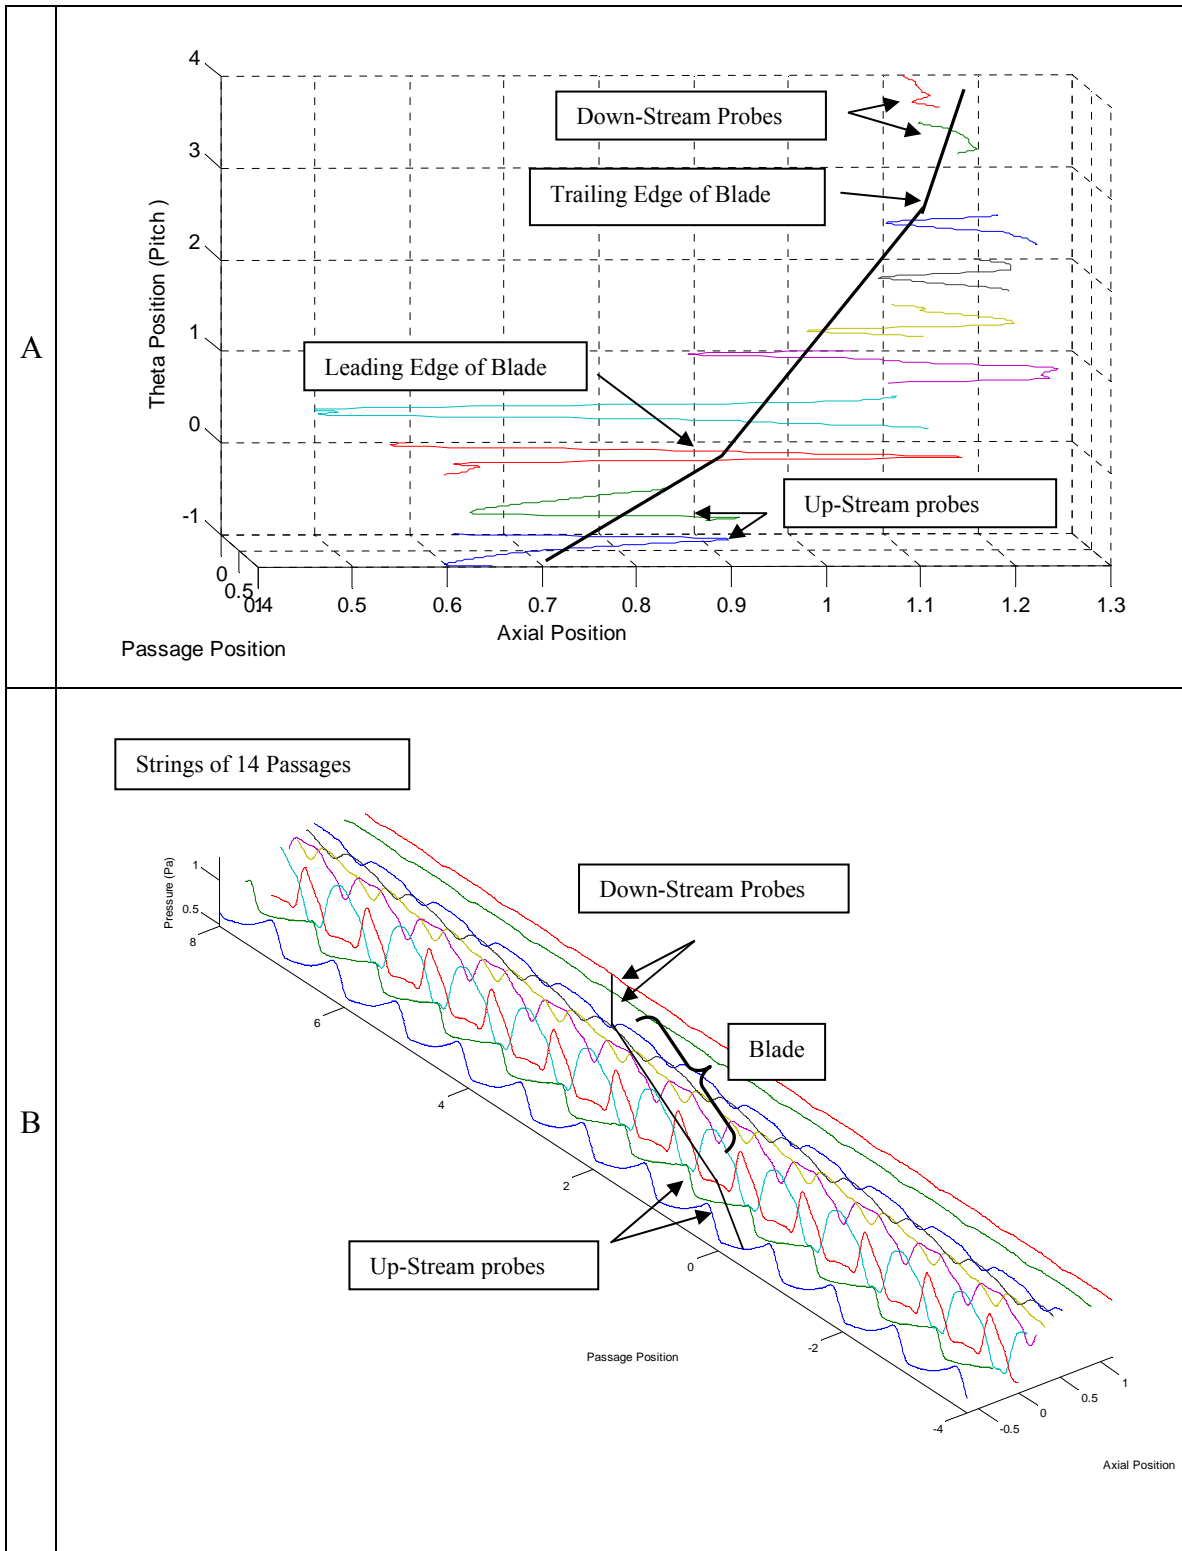 A
4
3
2
1
0
-1
Theta Position (Pitch )
Down-Stream Probes
Trailing Edge of Blade
Leading Edge of Blade
Up-Stream probes
0
0.5
1
0.4
0.5
0.6
0.7
0.8
0.9
1
1.1
1.2
1.3
Axial Position
Passage Position
B
Strings of 14 Passages
Pressure (Pa)
1
0.5
8
6
4
2
0
-2
-4
Down-Stream Probes
Blade
Up-Stream probes
Passage Position
-0.5
0
0.5
1
Axial Position